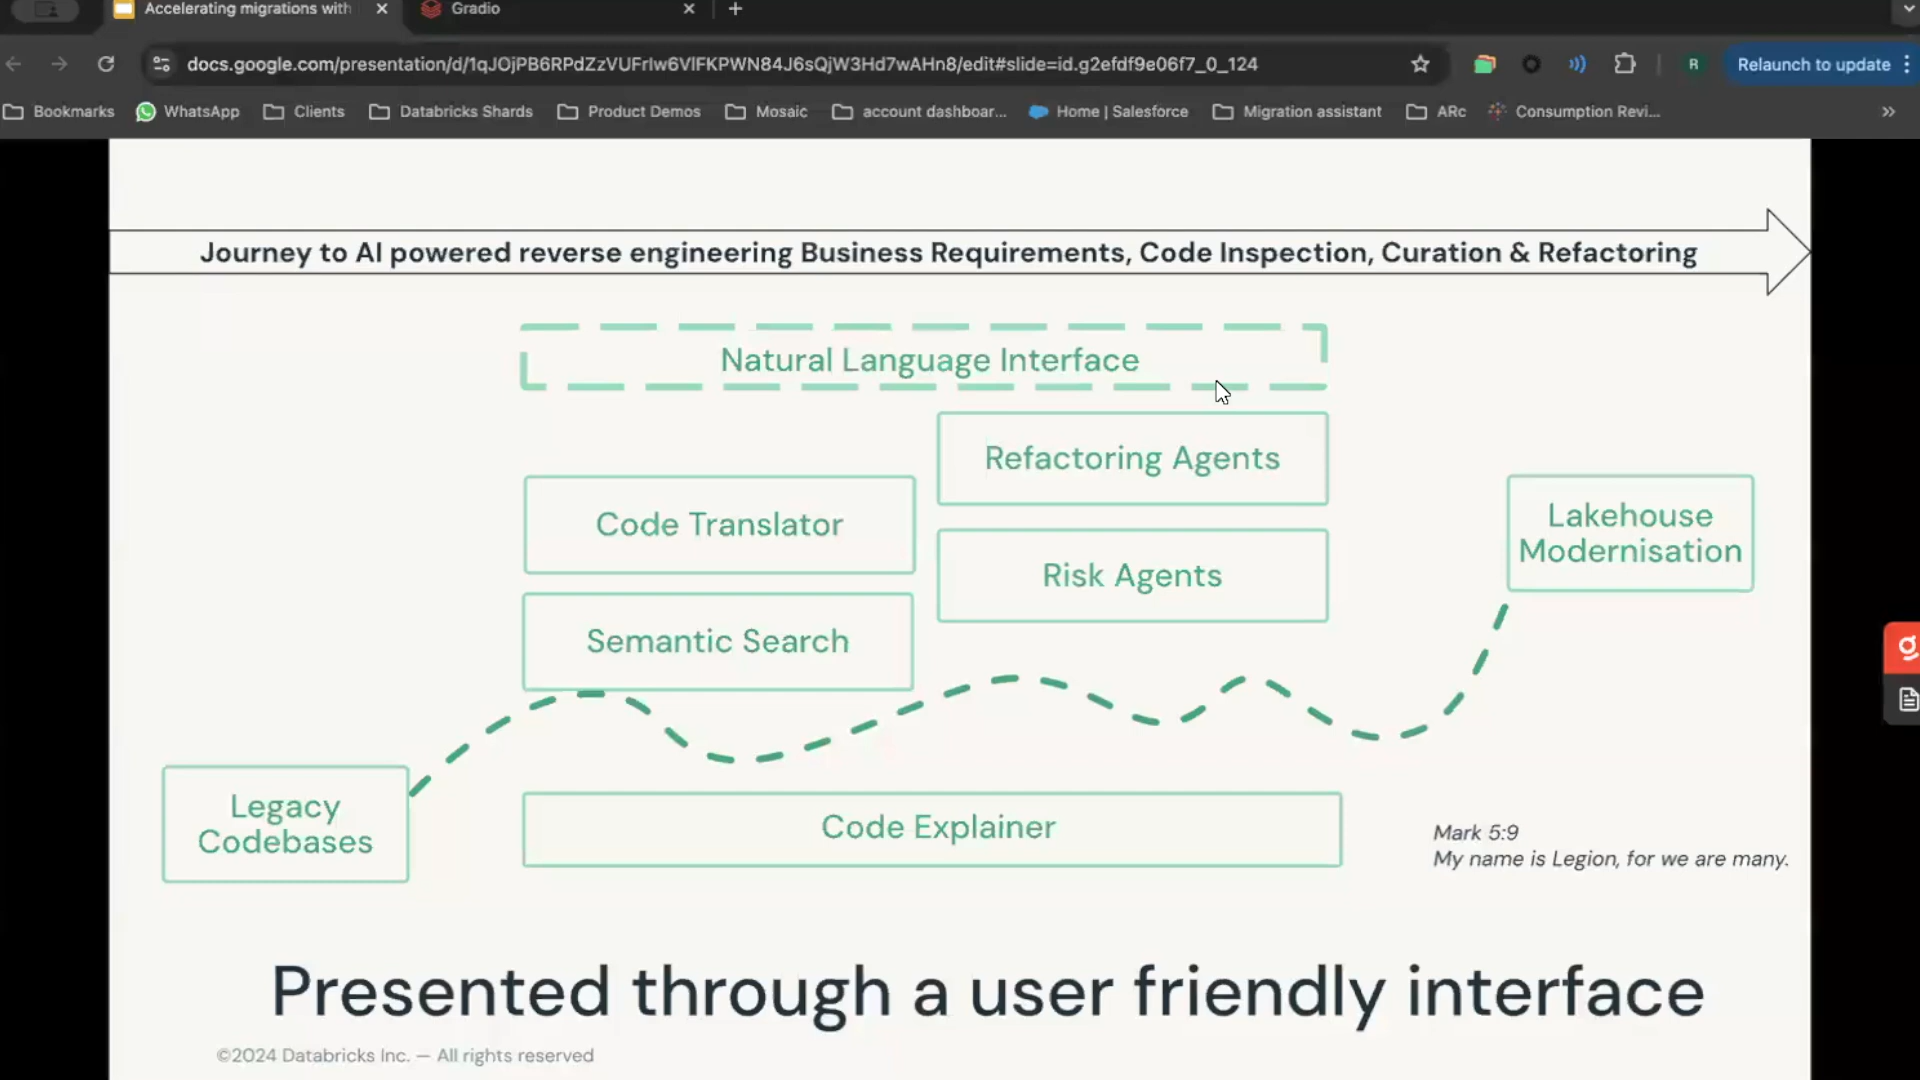 Accelerating migrations with
Gradio
docs.google.com/presentation/d/1qJOjPB6RPdZzVUFrIw6VlFKPWN84J6sQjW3Hd7wAHn8/edit#slide=id.g2efdf9e06f7_0_124
R
Relaunch to update
Bookmarks
WhatsApp
Clients
Databricks Shards
Product Demos
Mosaic
account dashboar...
Home | Salesforce
Migration assistant
ARc
Consumption Revi...
Journey to AI powered reverse engineering Business Requirements, Code Inspection, Curation & Refactoring
Natural Language Interface
Refactoring Agents
Code Translator
Lakehouse
Modernisation
Risk Agents
Semantic Search
Legacy
Codebases
Code Explainer
Mark 5:9
My name is Legion, for we are many.
Presented through a user friendly interface
©2024 Databricks Inc. — All rights reserved